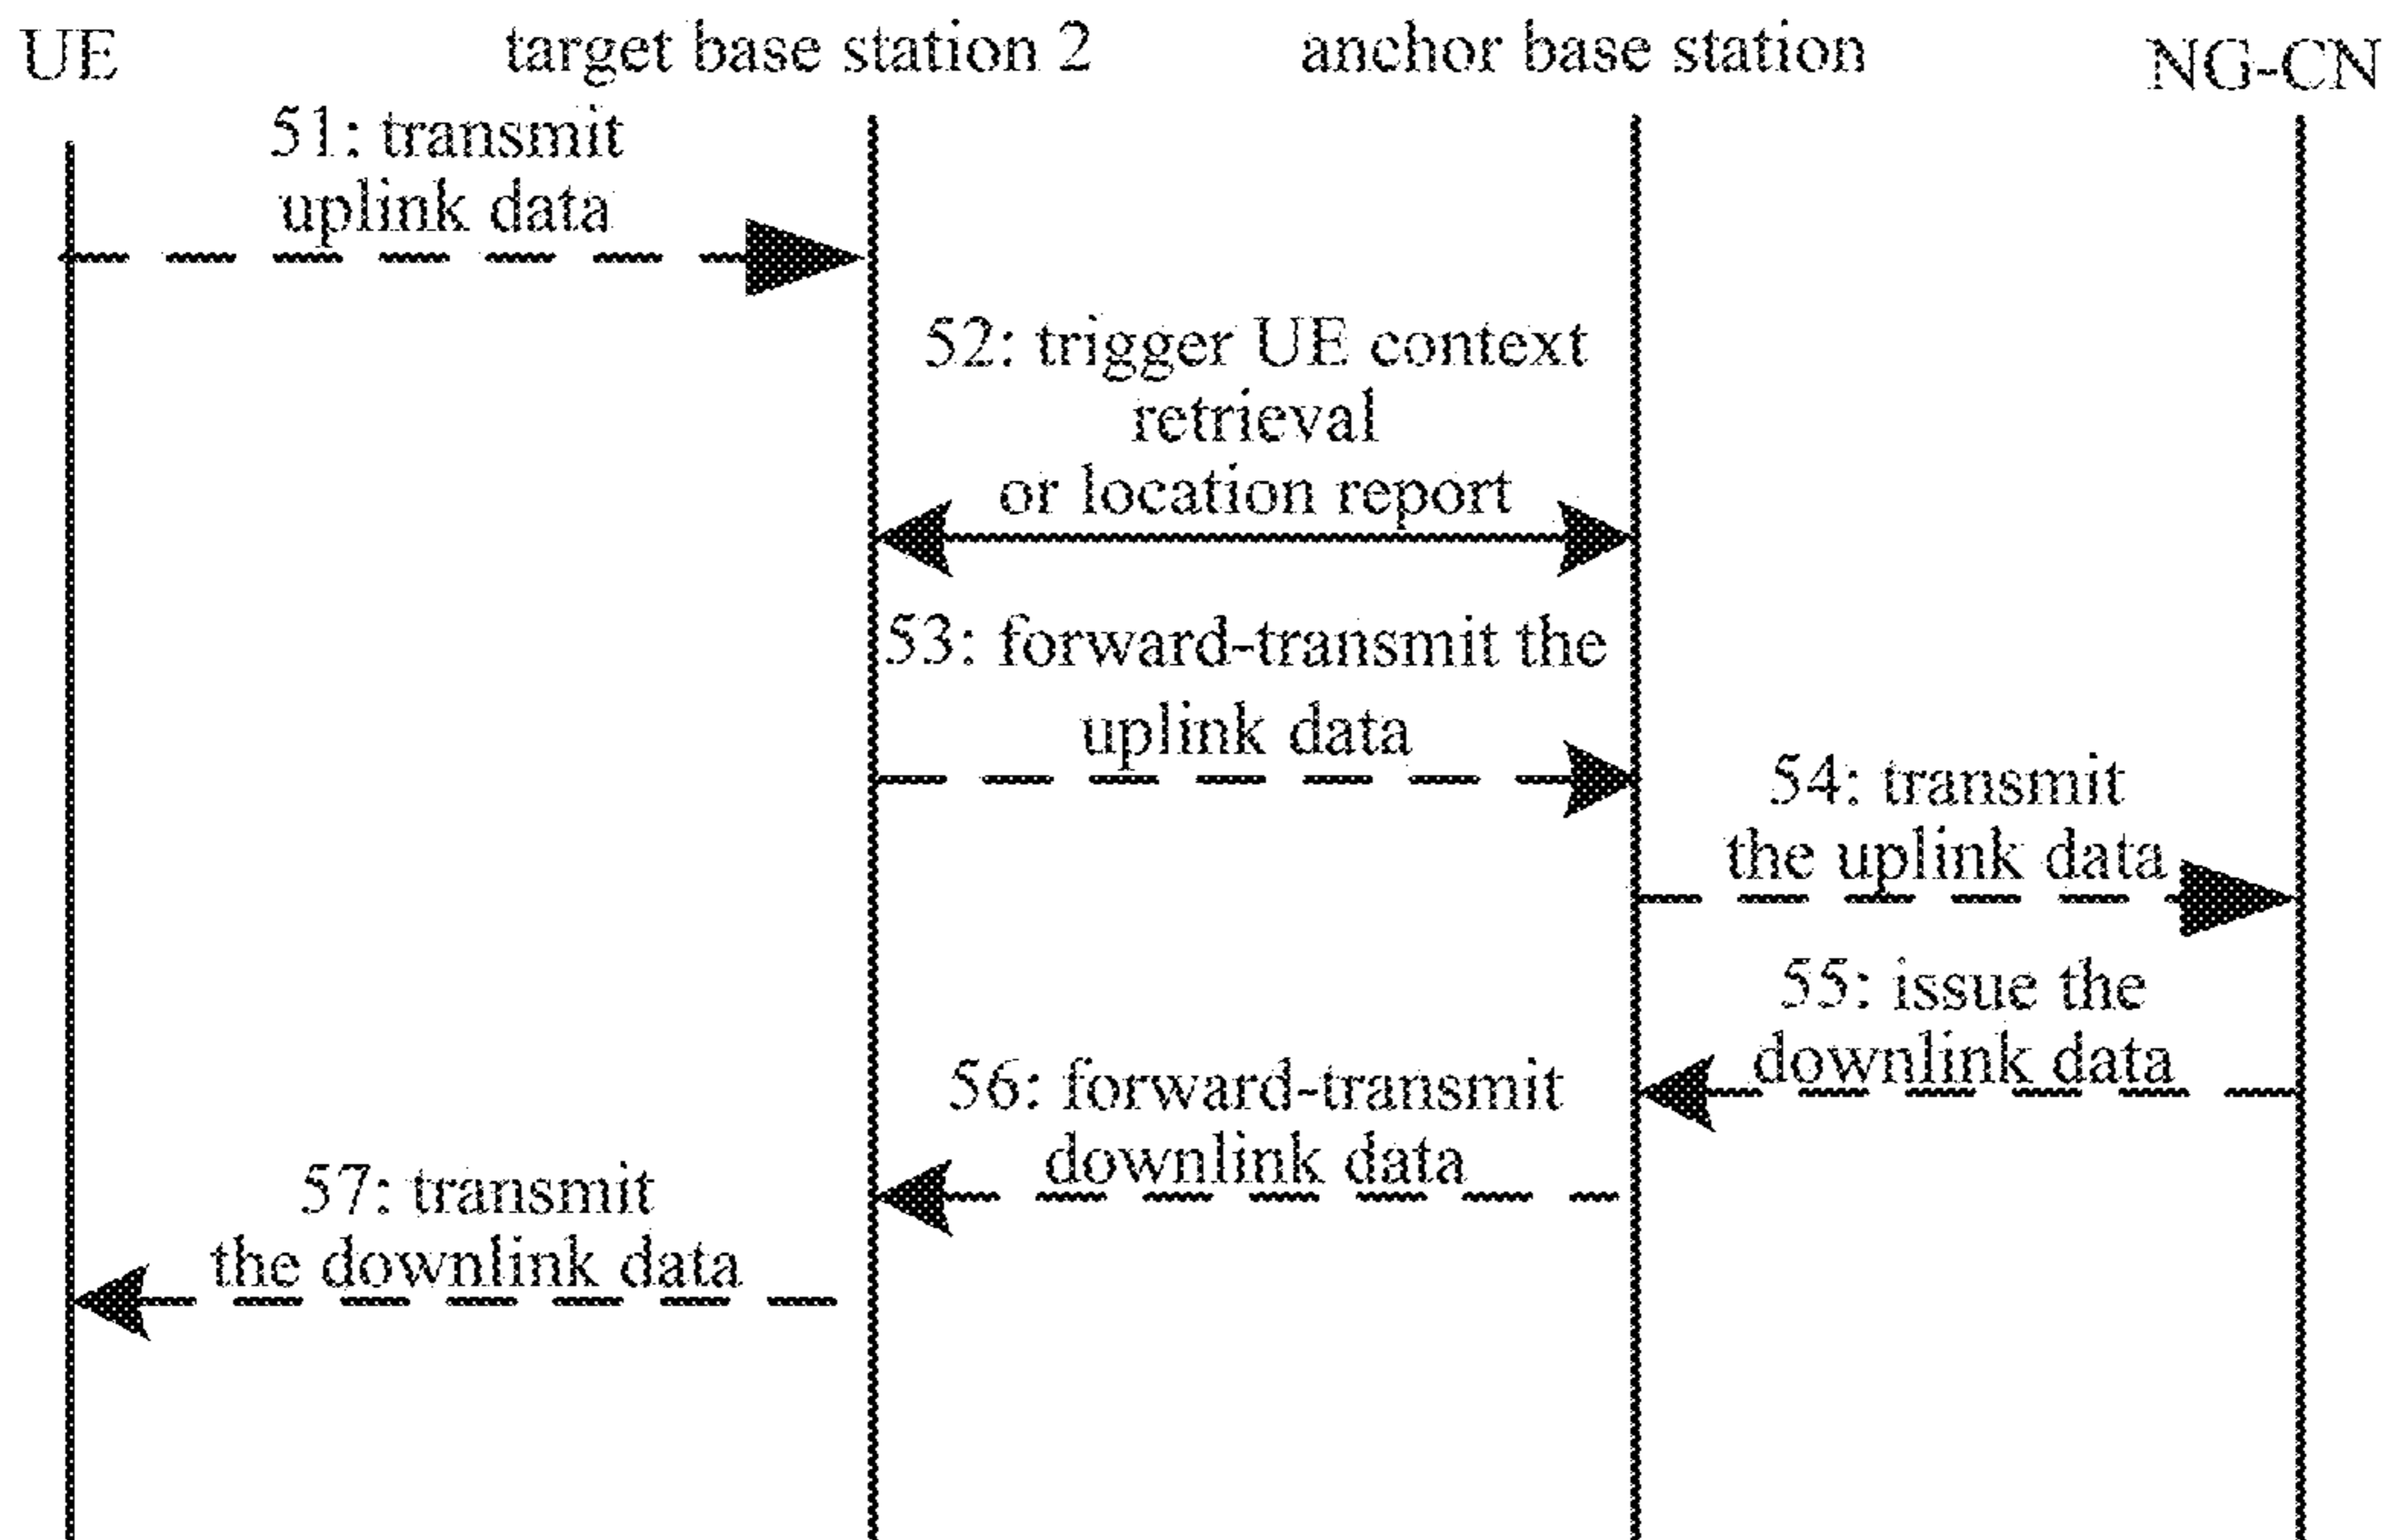 UE
target base station 2
anchor base station
NG-CN
51: transmit
uplink data
52: trigger UE context
retrieval
or location report
53: forward-transmit the
uplink data
54: transmit
the uplink data
55: issue the
downlink data
56: forward-transmit
downlink data
57: transmit
the downlink data